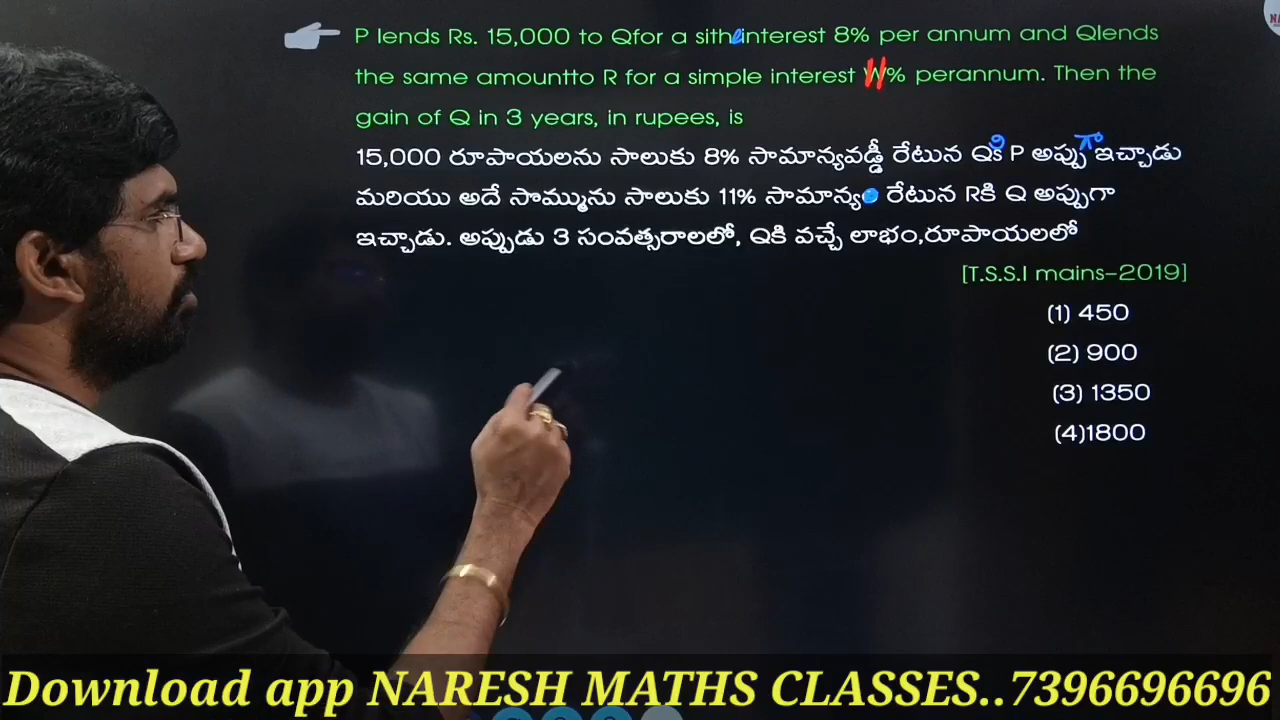 P lends Rs. 15,000 to Qfor a sithe interest 8% per annum and Qlends
the same amountto R for a simple interest 11% perannum. Then the
gain of Q in 3 years, in rupees, is
15,000 రూపాయలను సాలుకు 8% సామాన్యవడ్డీ రేటున Qకి P అప్పుగా ఇచ్చాడు
మరియు అదే సొమ్మును సాలుకు 11% సామాన్య రేటున Rకి Q అప్పుగా
ఇచ్చాడు. అప్పుడు 3 సంవత్సరాలలో, Qకి వచ్చే లాభం,రూపాయలలో
[T.S.S.I mains-2019]
(1) 450
(2) 900
(3) 1350
(4)1800
Download app NARESH MATHS CLASSES..7396696696